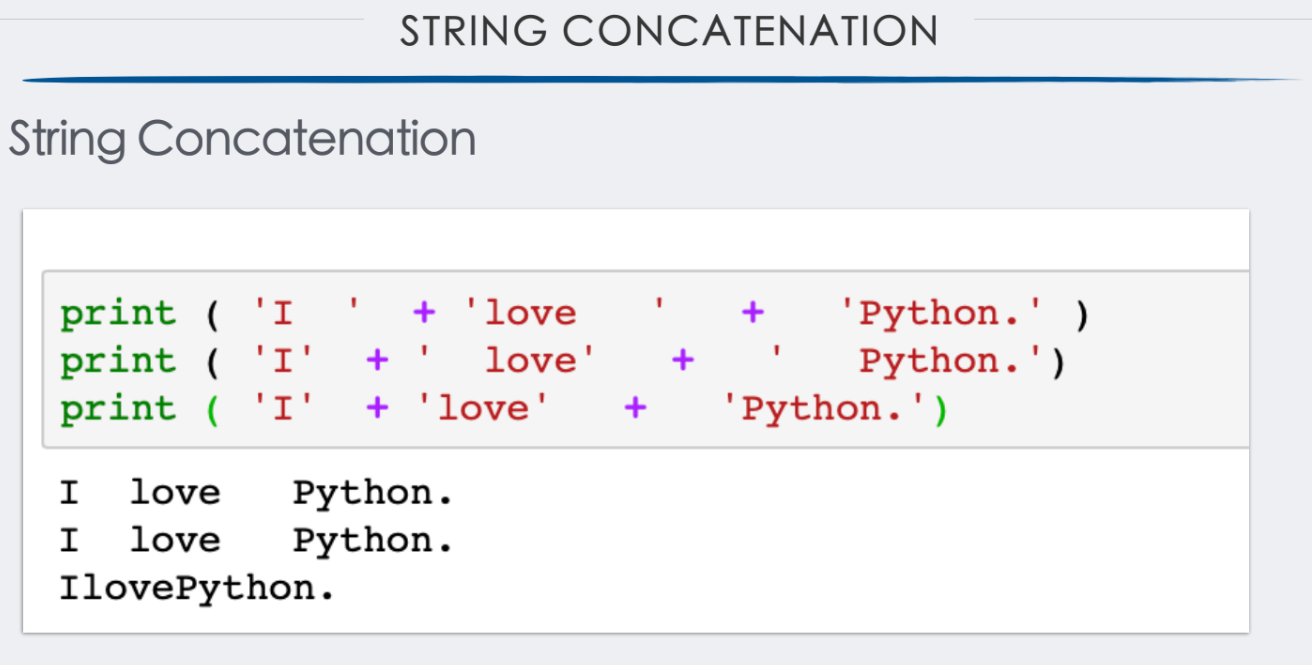 STRING CONCATENATION
String Concatenation
print ( 'I  '  + 'love   '   +   'Python.' )
print ( 'I'  + '  love'   +   '   Python.')
print ( 'I'  + 'love'   +   'Python.')
I  love   Python.
I  love   Python.
IlovePython.